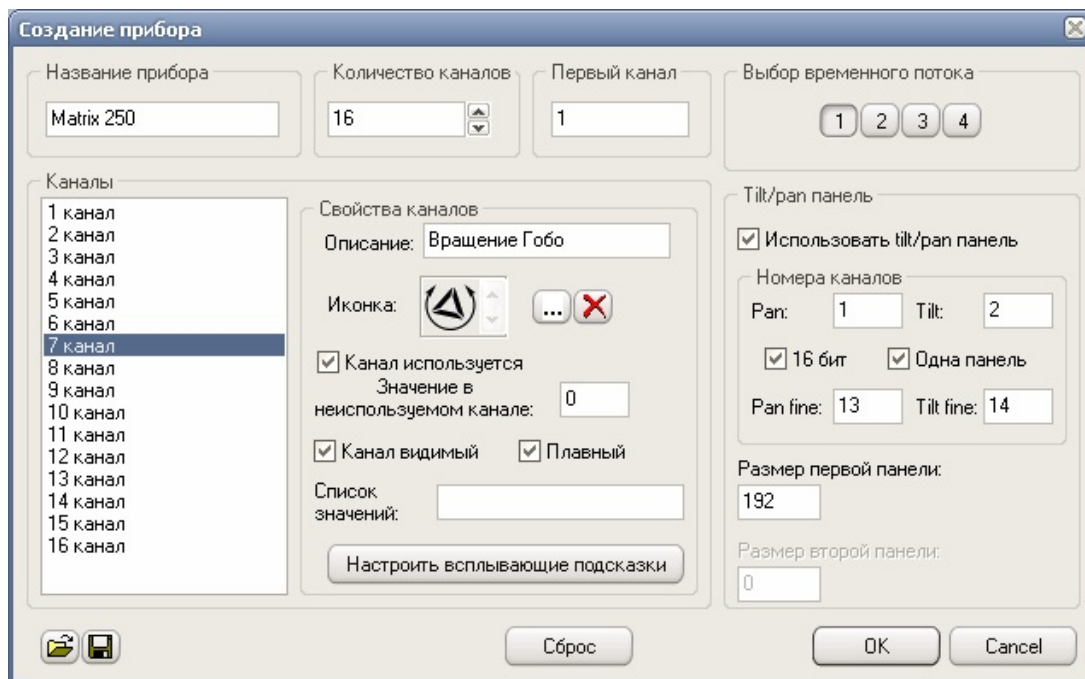 Создание прибора
Название прибора
Matrix 250
Количество каналов
16
Первый канал
1
Выбор временного потока
1 2 3 4
Каналы
1 канал
2 канал
3 канал
4 канал
5 канал
6 канал
7 канал
8 канал
9 канал
10 канал
11 канал
12 канал
13 канал
14 канал
15 канал
16 канал
Свойства каналов
Описание: Вращение Гобо
Иконка: ...
Канал используется
Значение в
неиспользуемом канале: 0
Канал видимый Плавный
Список
значений:
Настроить всплывающие подсказки
Tilt/pan панель
Использовать tilt/pan панель
Номера каналов
Pan: 1 Tilt: 2
16 бит Одна панель
Pan fine: 13 Tilt fine: 14
Размер первой панели:
192
Размер второй панели:
0
Сброс
OK
Cancel